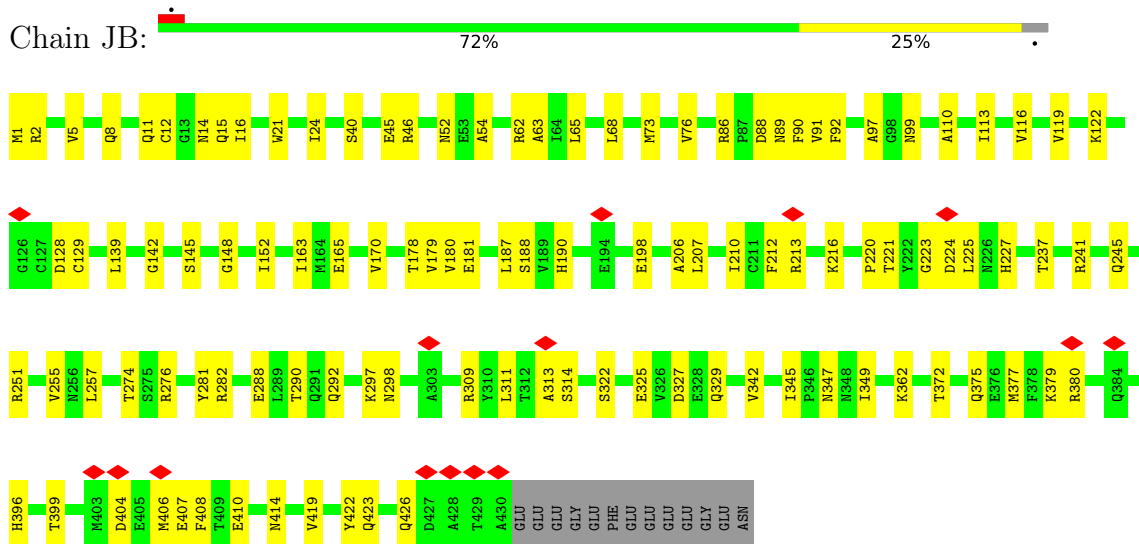 Chain JB:
72% 25%
M1 R2 V5 Q8 Q11 C12 G13 N14 Q15 I16 W21 I24 S40 E45 R46 N52 E53 A54 R62 A63 I64 L65 L68 M73 V76 R86 P87 D88 N89 F90 V91 F92 A97 G98 N99 A110 I113 V116 V119 K122
G126 C127 D128 C129 L139 G142 S145 G148 I152 I163 M164 E165 V170 T178 V179 V180 E181 L187 S188 V189 H190 E194 E198 A206 L207 I210 C211 F212 R213 K216 P220 T221 Y222 G223 D224 L225 N226 H227 T237 R241 Q245
R251 V255 N256 L257 T274 S275 R276 Y281 R282 E288 L289 T290 Q291 Q292 K297 N298 A303 R309 Y310 L311 T312 A313 S314 S322 E325 V326 D327 E328 Q329 V342 I345 P346 N347 N348 I349 K362 T372 Q375 E376 M377 F378 K379 R380 Q384
H396 T399 M403 D404 E405 M406 E407 F408 T409 E410 N414 V419 Y422 Q423 Q426 D427 A428 T429 A430 GLU GLU GLU GLY GLU PHE GLU GLU GLU GLU GLY GLU ASN